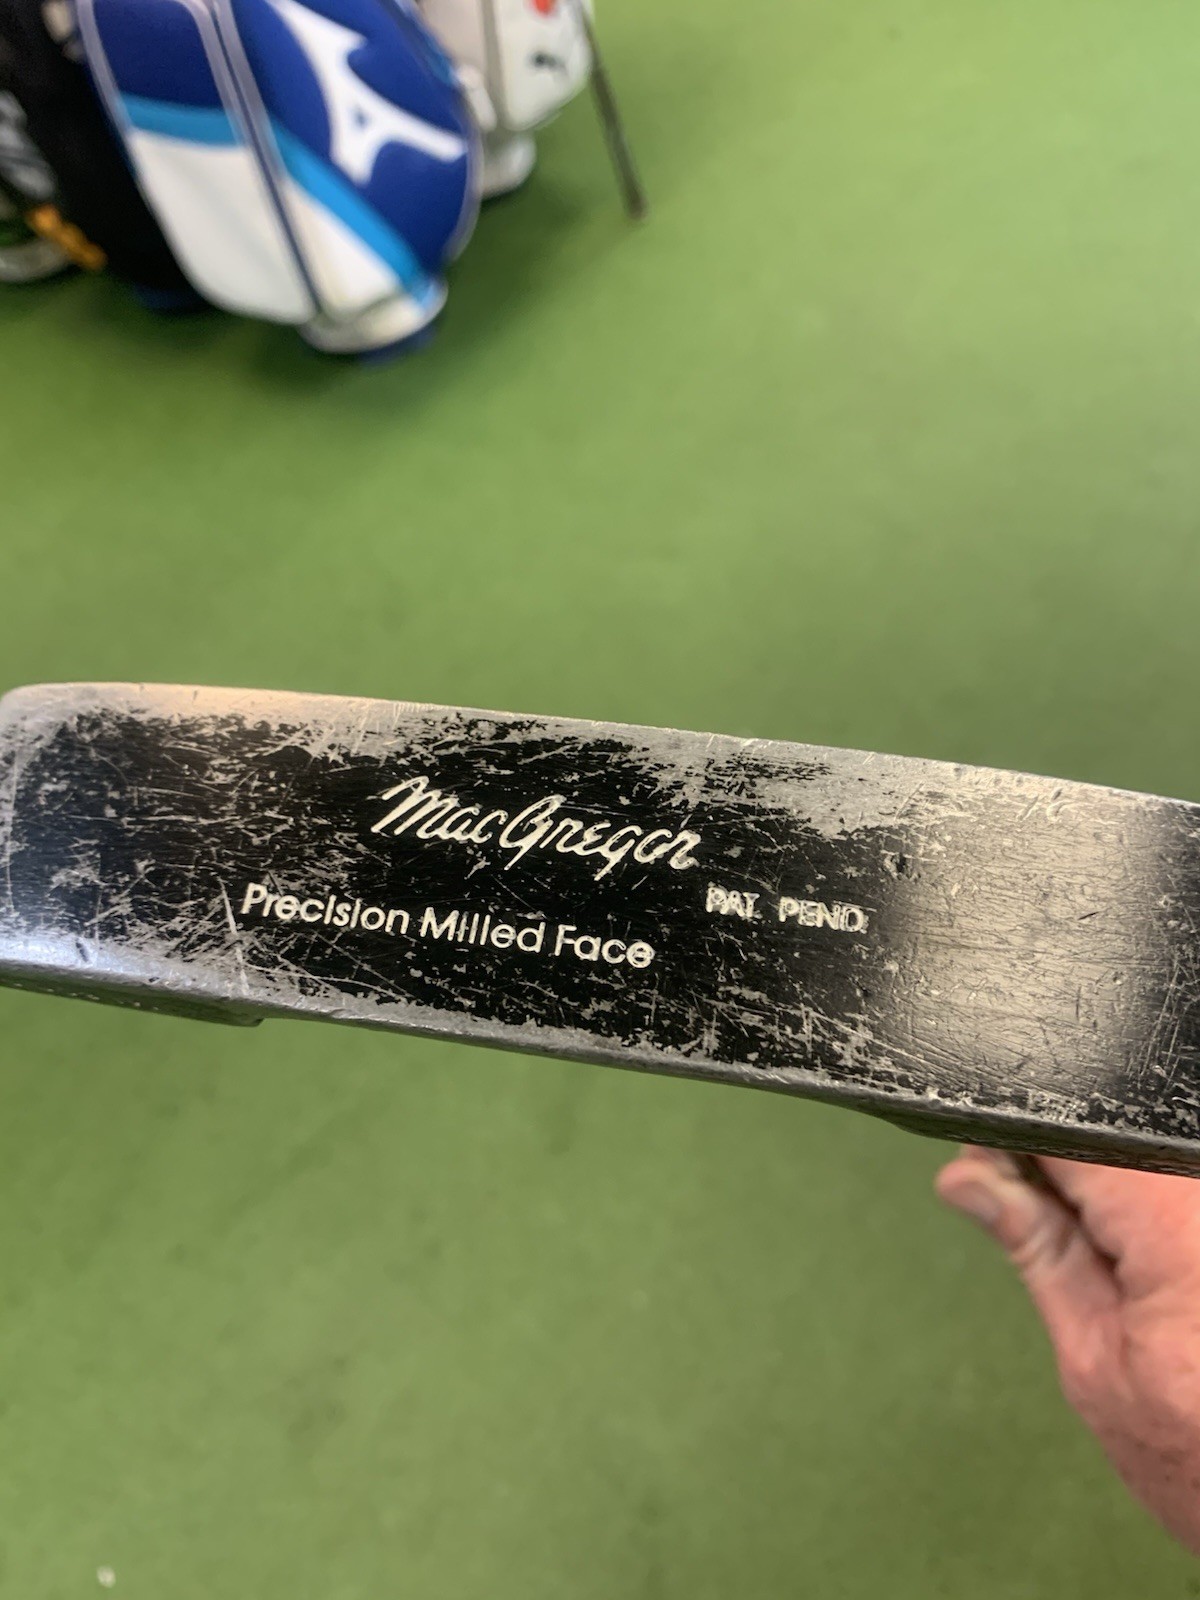 MacGregor
PAT. PEND.
Precision Milled Face